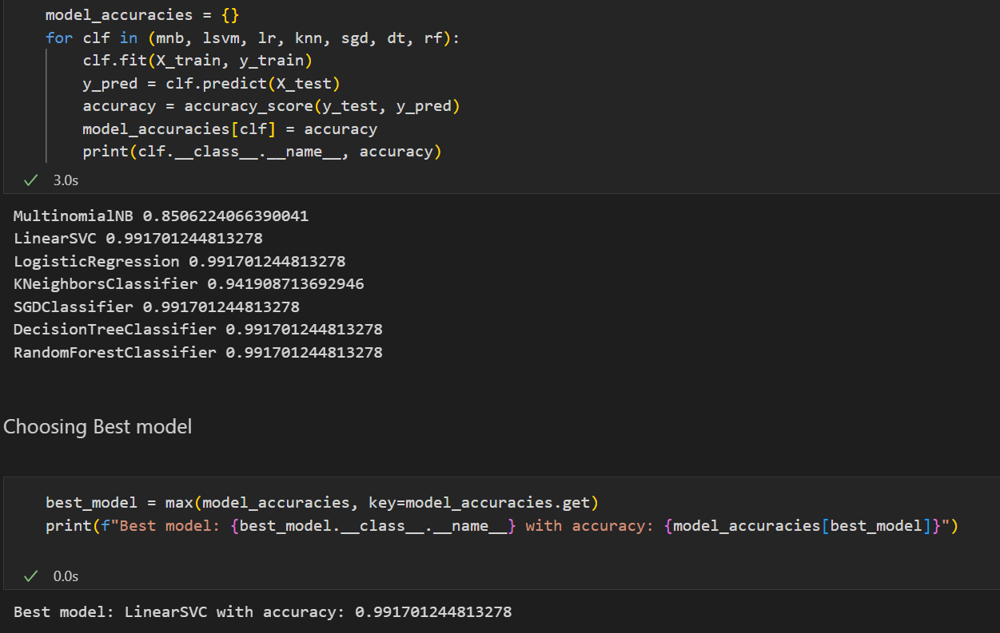 model_accuracies = {}
for clf in (mnb, lsvm, lr, knn, sgd, dt, rf):
    clf.fit(X_train, y_train)
    y_pred = clf.predict(X_test)
    accuracy = accuracy_score(y_test, y_pred)
    model_accuracies[clf] = accuracy
    print(clf.__class__.__name__, accuracy)
3.0s
MultinomialNB 0.8506224066390041
LinearSVC 0.991701244813278
LogisticRegression 0.991701244813278
KNeighborsClassifier 0.941908713692946
SGDClassifier 0.991701244813278
DecisionTreeClassifier 0.991701244813278
RandomForestClassifier 0.991701244813278
Choosing Best model
best_model = max(model_accuracies, key=model_accuracies.get)
print(f"Best model: {best_model.__class__.__name__} with accuracy: {model_accuracies[best_model]}")
0.0s
Best model: LinearSVC with accuracy: 0.991701244813278